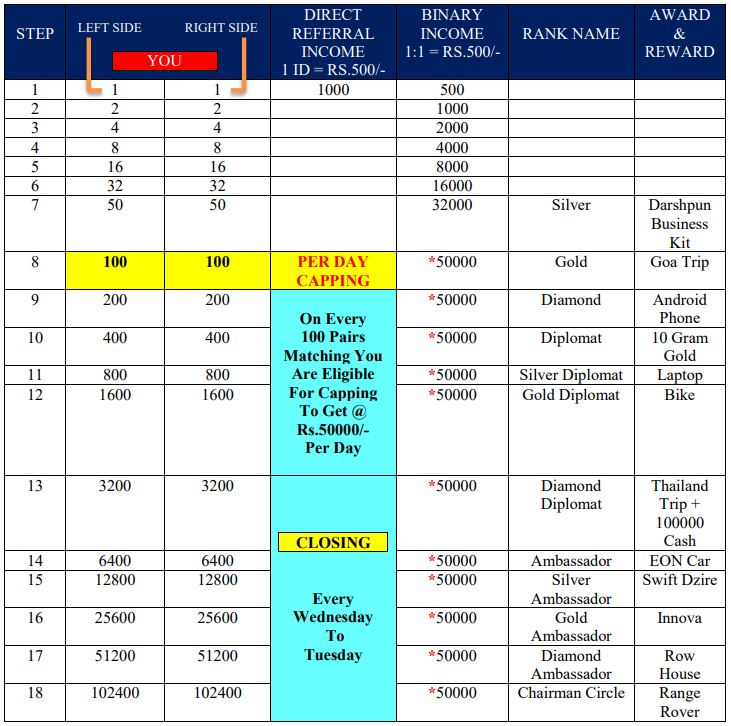 STEP
LEFT SIDE
RIGHT SIDE
YOU
DIRECT
REFERRAL
INCOME
1 ID = RS.500/-
BINARY
INCOME
1:1 = RS.500/-
RANK NAME
AWARD
&
REWARD
1 1 1 1000 500
2 2 2 1000
3 4 4 2000
4 8 8 4000
5 16 16 8000
6 32 32 16000
7 50 50 32000 Silver Darshpun
Business
Kit
8 100 100 PER DAY *50000 Gold Goa Trip
CAPPING
9 200 200 *50000 Diamond Android
Phone
On Every
100 Pairs
Matching You
Are Eligible
For Capping
To Get @
Rs.50000/-
Per Day
10 400 400 *50000 Diplomat 10 Gram
Gold
11 800 800 *50000 Silver Diplomat Laptop
12 1600 1600 *50000 Gold Diplomat Bike
13 3200 3200 *50000 Diamond Thailand
Diplomat Trip +
100000
Cash
CLOSING
14 6400 6400 *50000 Ambassador EON Car
15 12800 12800 *50000 Silver Swift Dzire
Ambassador
Every
Wednesday
To
Tuesday
16 25600 25600 *50000 Gold Innova
Ambassador
17 51200 51200 *50000 Diamond Row
Ambassador House
18 102400 102400 *50000 Chairman Circle Range
Rover